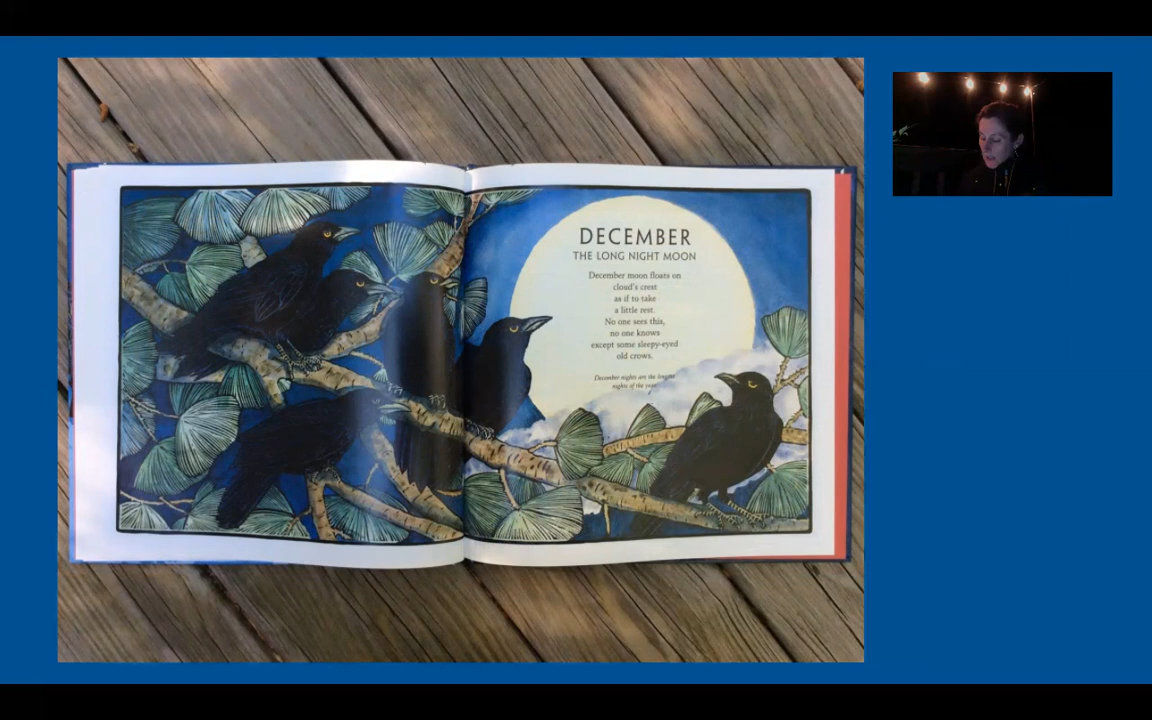 DECEMBER
THE LONG NIGHT MOON
December moon floats on
cloud's crest
as if to take
a little rest.
No one sees this,
no one knows
except some sleepy-eyed
old crows.
December nights are the longest
nights of the year.